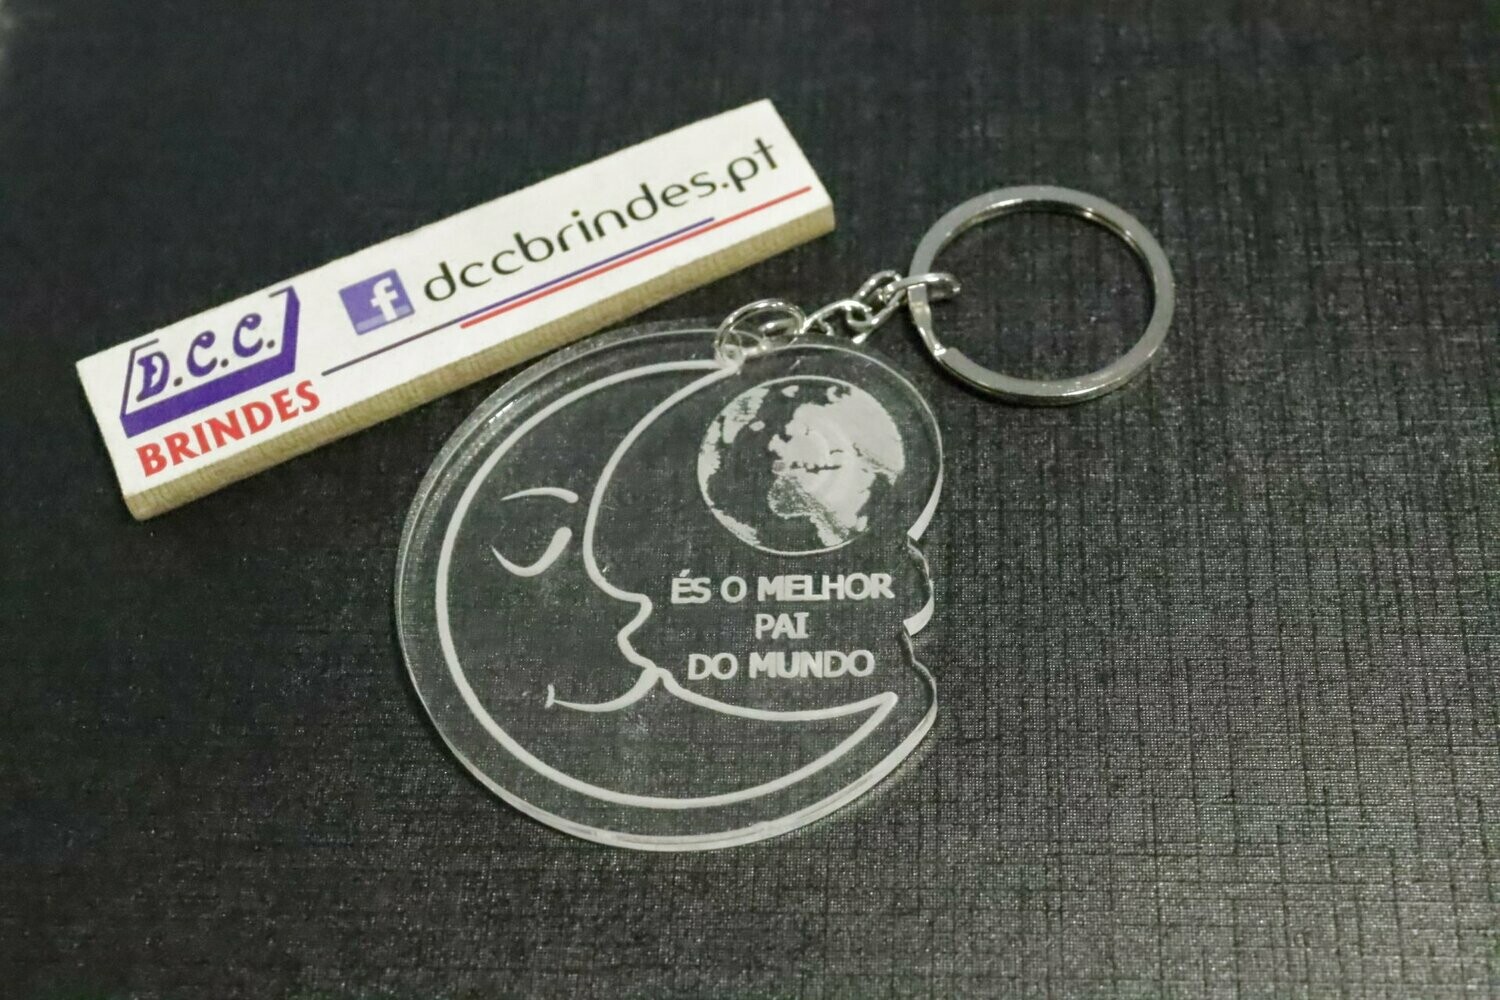 D.C.C.
BRINDES
f dccbrindes.pt
ÉS O MELHOR
PAI
DO MUNDO